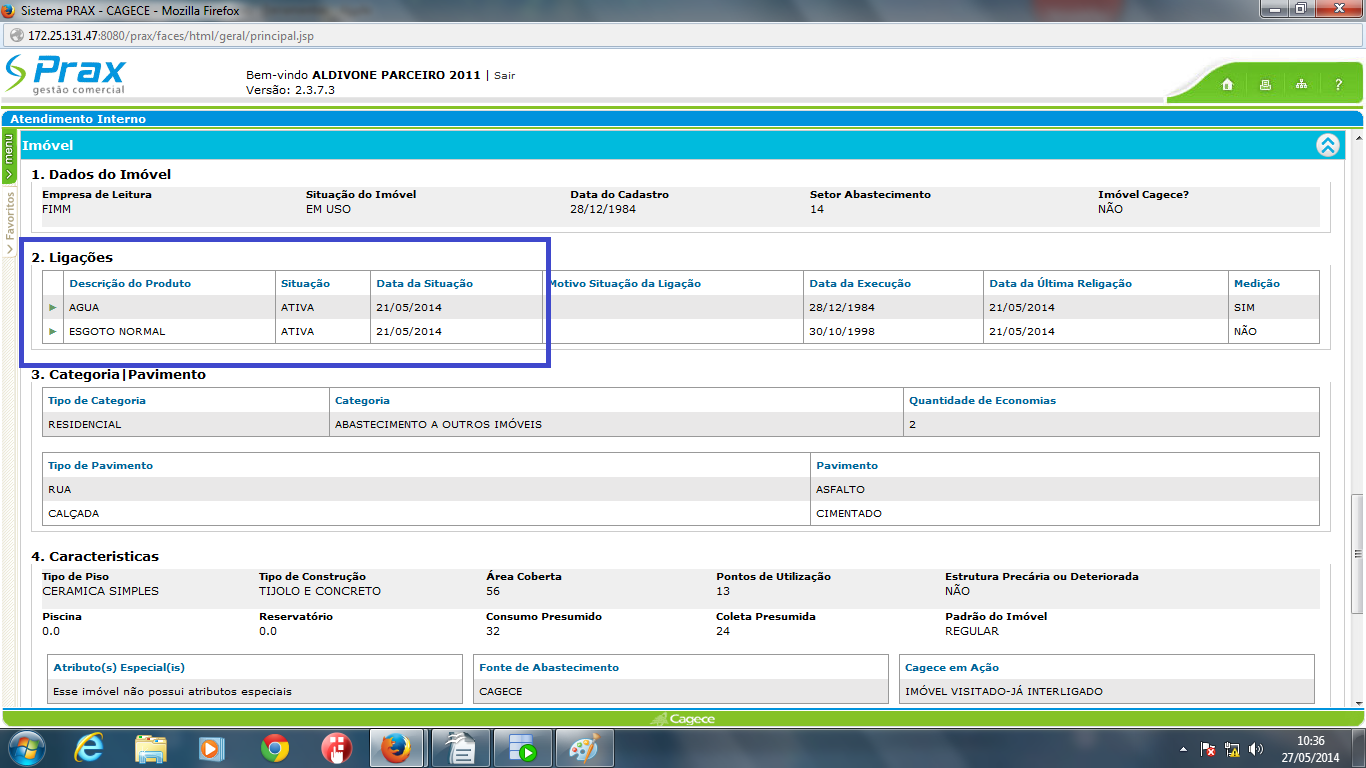 Sistema PRAX - CAGECE - Mozilla Firefox
172.25.131.47:8080/prax/faces/html/geral/principal.jsp
Prax
gestão comercial
Bem-vindo ALDIVONE PARCEIRO 2011 | Sair
Versão: 2.3.7.3
?
Atendimento Interno
menu
Favoritos
Imóvel
1. Dados do Imóvel
Empresa de Leitura Situação do Imóvel Data do Cadastro Setor Abastecimento Imóvel Cagece?
FIMM EM USO 28/12/1984 14 NÃO
2. Ligações
Descrição do Produto Situação Data da Situação Motivo Situação da Ligação Data da Execução Data da Última Religação Medição
AGUA ATIVA 21/05/2014 28/12/1984 21/05/2014 SIM
ESGOTO NORMAL ATIVA 21/05/2014 30/10/1998 21/05/2014 NÃO
3. Categoria|Pavimento
Tipo de Categoria Categoria Quantidade de Economias
RESIDENCIAL ABASTECIMENTO A OUTROS IMÓVEIS 2
Tipo de Pavimento Pavimento
RUA ASFALTO
CALÇADA CIMENTADO
4. Caracteristicas
Tipo de Piso Tipo de Construção Área Coberta Pontos de Utilização Estrutura Precária ou Deteriorada
CERAMICA SIMPLES TIJOLO E CONCRETO 56 13 NÃO
Piscina Reservatório Consumo Presumido Coleta Presumida Padrão do Imóvel
0.0 0.0 32 24 REGULAR
Atributo(s) Especial(is) Fonte de Abastecimento Cagece em Ação
Esse imóvel não possui atributos especiais CAGECE IMÓVEL VISITADO-JÁ INTERLIGADO
Cagece
10:36
27/05/2014